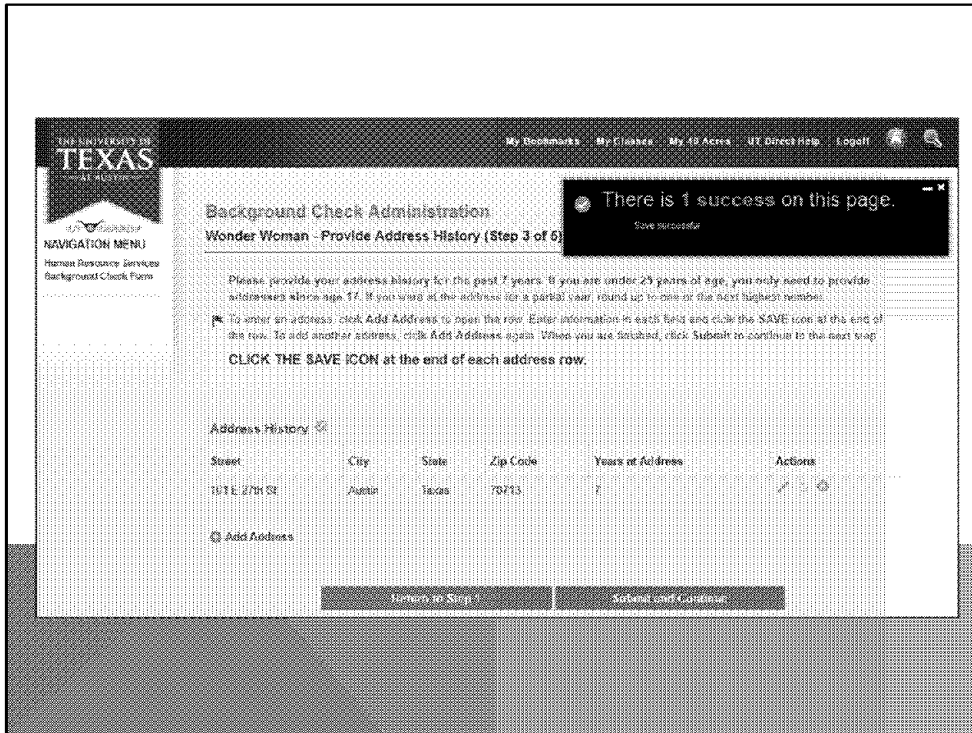 THE UNIVERSITY OF
TEXAS
AT AUSTIN
My Bookmarks My Classes My 40 Acres UT Direct Help Logoff
There is 1 success on this page.
Save successful
NAVIGATION MENU
Human Resource Services
Background Check Form
Background Check Administration
Wonder Woman - Provide Address History (Step 3 of 6)
Please provide your address history for the past 7 years. If you are under 25 years of age, you only need to provide
addresses since age 17. If you were at the address for a partial year, round up to one or the next highest number.
To enter an address, click Add Address to open the row. Enter information in each field and click the SAVE icon at the end of
the row. To add another address, click Add Address again. When you are finished, click Submit to continue to the next step
CLICK THE SAVE ICON at the end of each address row.
Address History
Street City State Zip Code Years at Address Actions
101 E 27th St Austin Texas 78713 7
Add Address
Return to Step 1 Submit and Continue